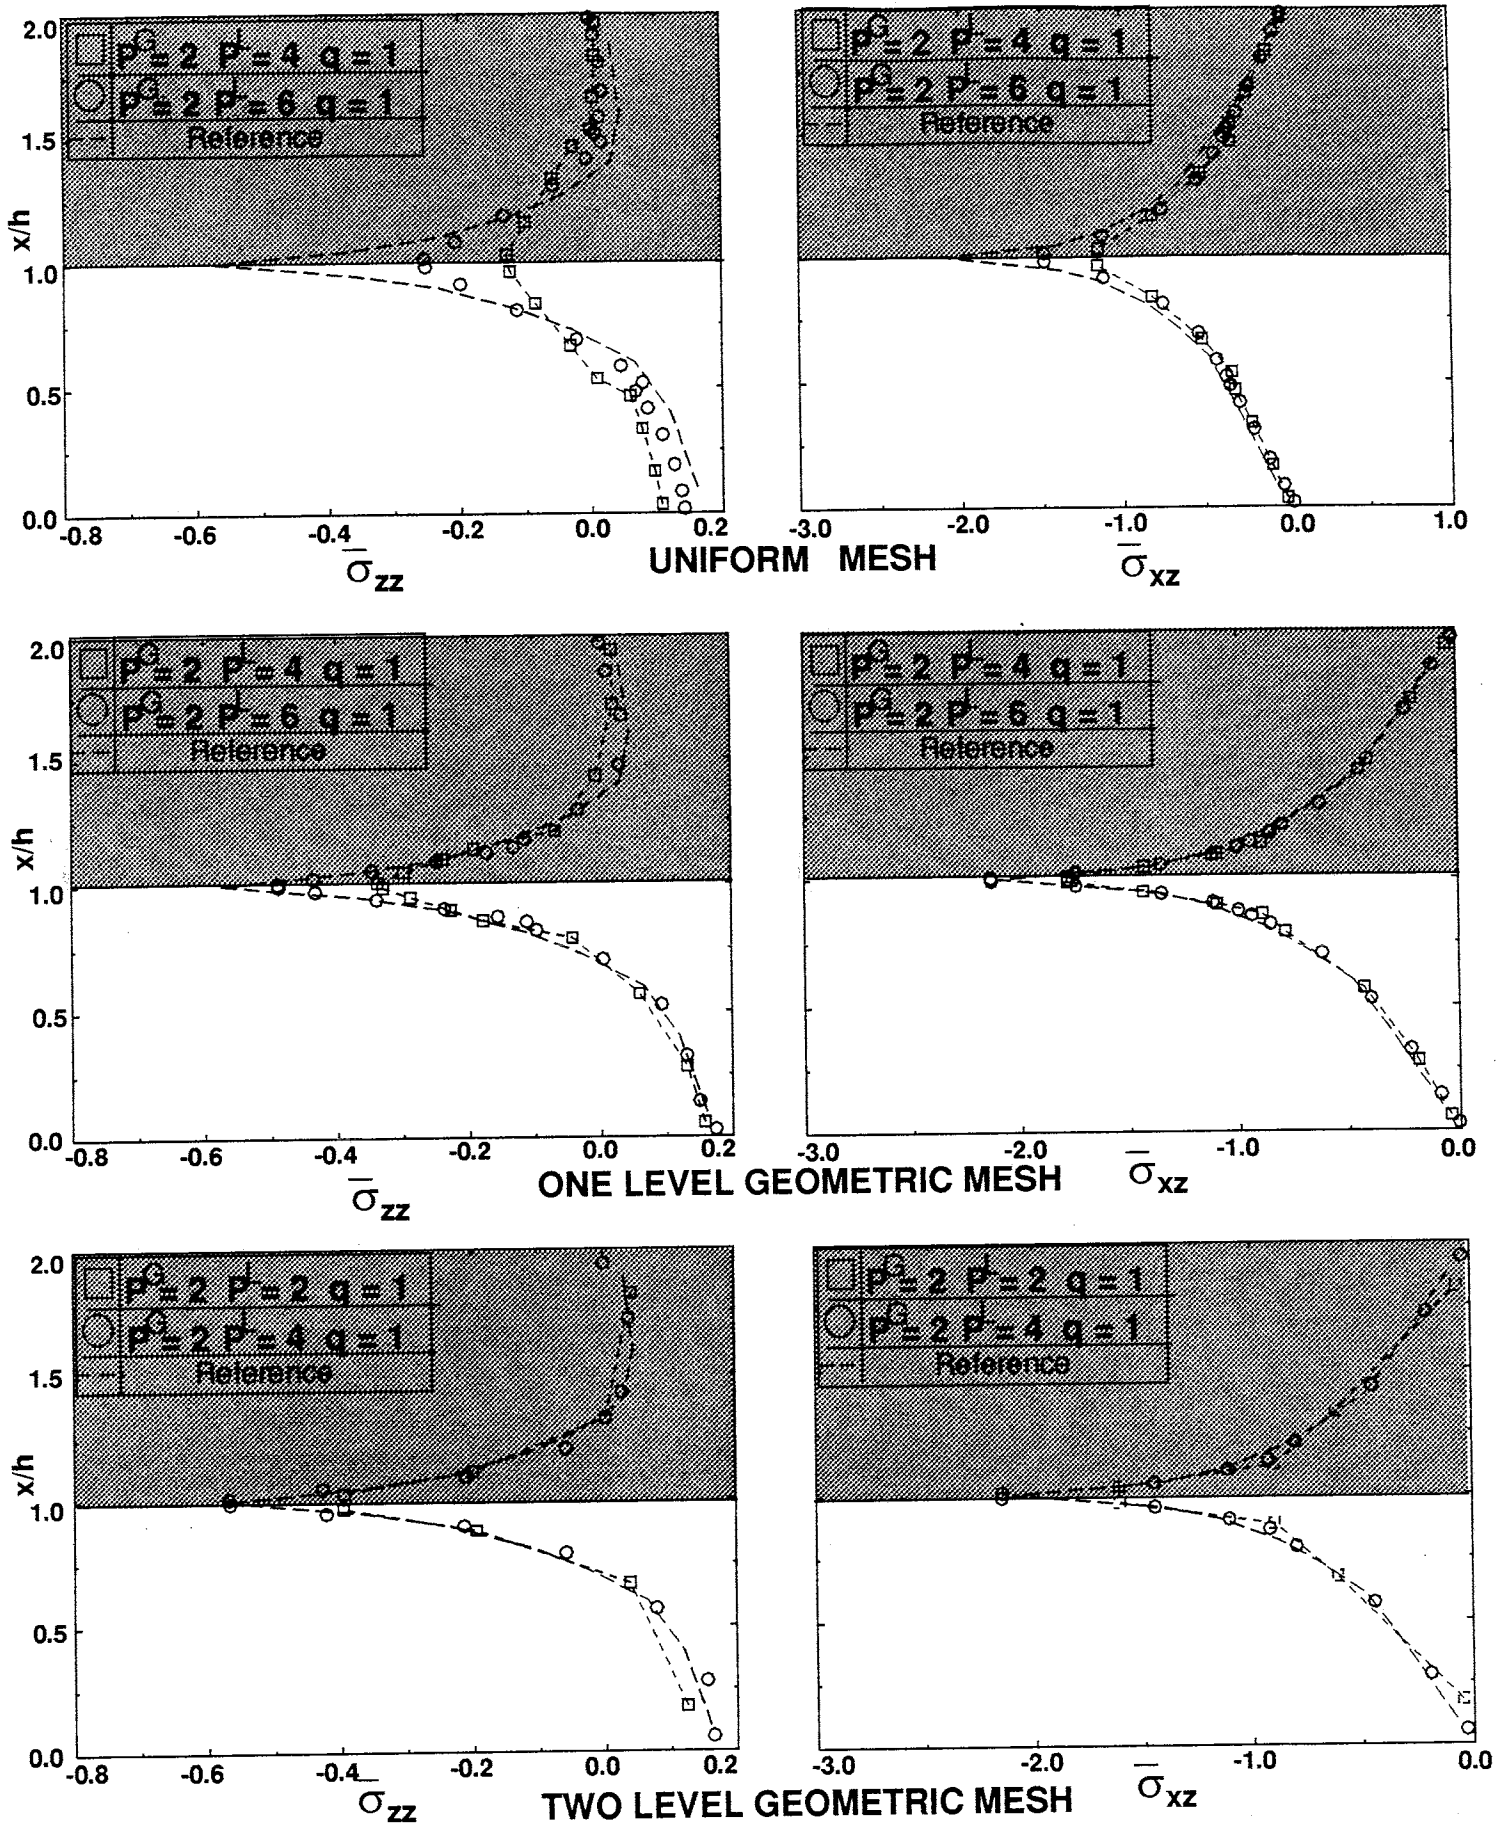 2.0
P^G = 2 P^L = 4 q = 1
P^G = 2 P^L = 6 q = 1
Reference
1.5
x/h
1.0
0.5
0.0
-0.8 -0.6 -0.4 -0.2 0.0 0.2
σ̄zz
P^G = 2 P^L = 4 q = 1
P^G = 2 P^L = 6 q = 1
Reference
-3.0 -2.0 -1.0 0.0 1.0
σ̄xz
UNIFORM MESH
2.0
P^G = 2 P^L = 4 q = 1
P^G = 2 P^L = 6 q = 1
Reference
1.5
x/h
1.0
0.5
0.0
-0.8 -0.6 -0.4 -0.2 0.0 0.2
σ̄zz
P^G = 2 P^L = 4 q = 1
P^G = 2 P^L = 6 q = 1
Reference
-3.0 -2.0 -1.0 0.0
σ̄xz
ONE LEVEL GEOMETRIC MESH
2.0
P^G = 2 P^L = 2 q = 1
P^G = 2 P^L = 4 q = 1
Reference
1.5
x/h
1.0
0.5
0.0
-0.8 -0.6 -0.4 -0.2 0.0 0.2
σ̄zz
P^G = 2 P^L = 2 q = 1
P^G = 2 P^L = 4 q = 1
Reference
-3.0 -2.0 -1.0 0.0
σ̄xz
TWO LEVEL GEOMETRIC MESH